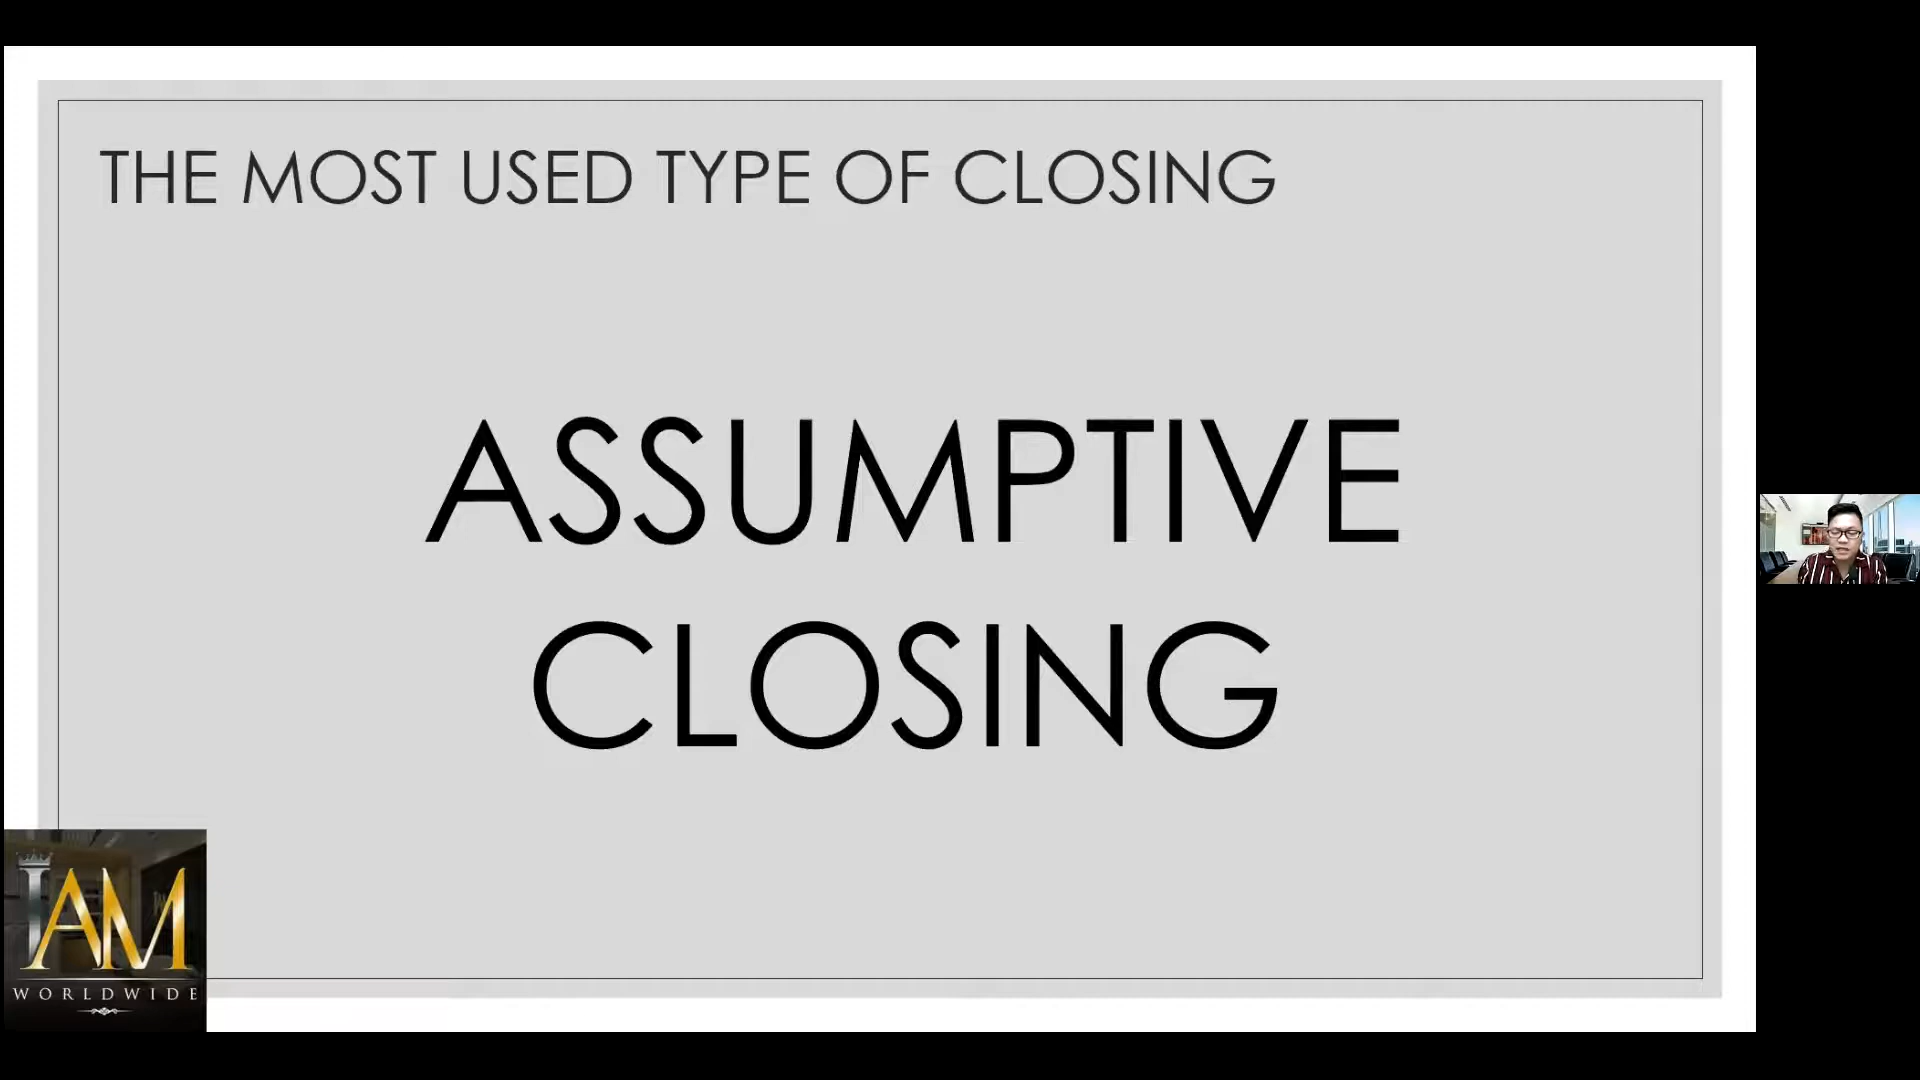 THE MOST USED TYPE OF CLOSING
ASSUMPTIVE
CLOSING
IAM
WORLDWIDE